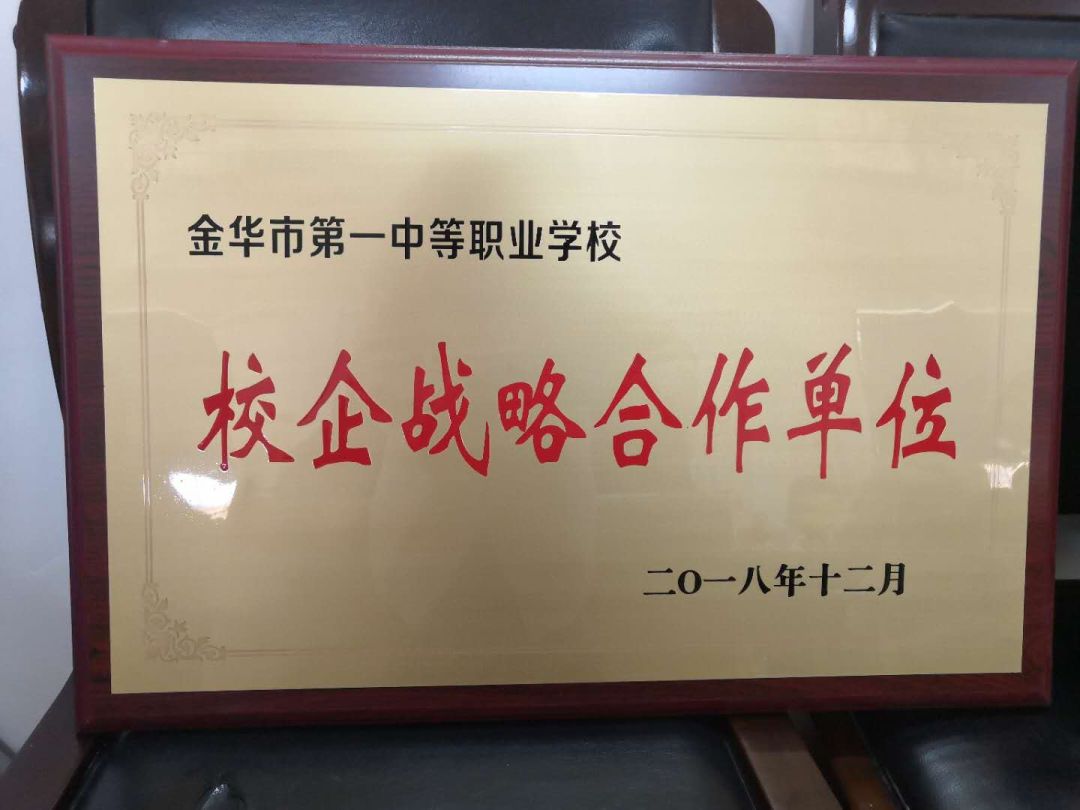 金华市第一中等职业学校
校企战略合作单位
二O一八年十二月